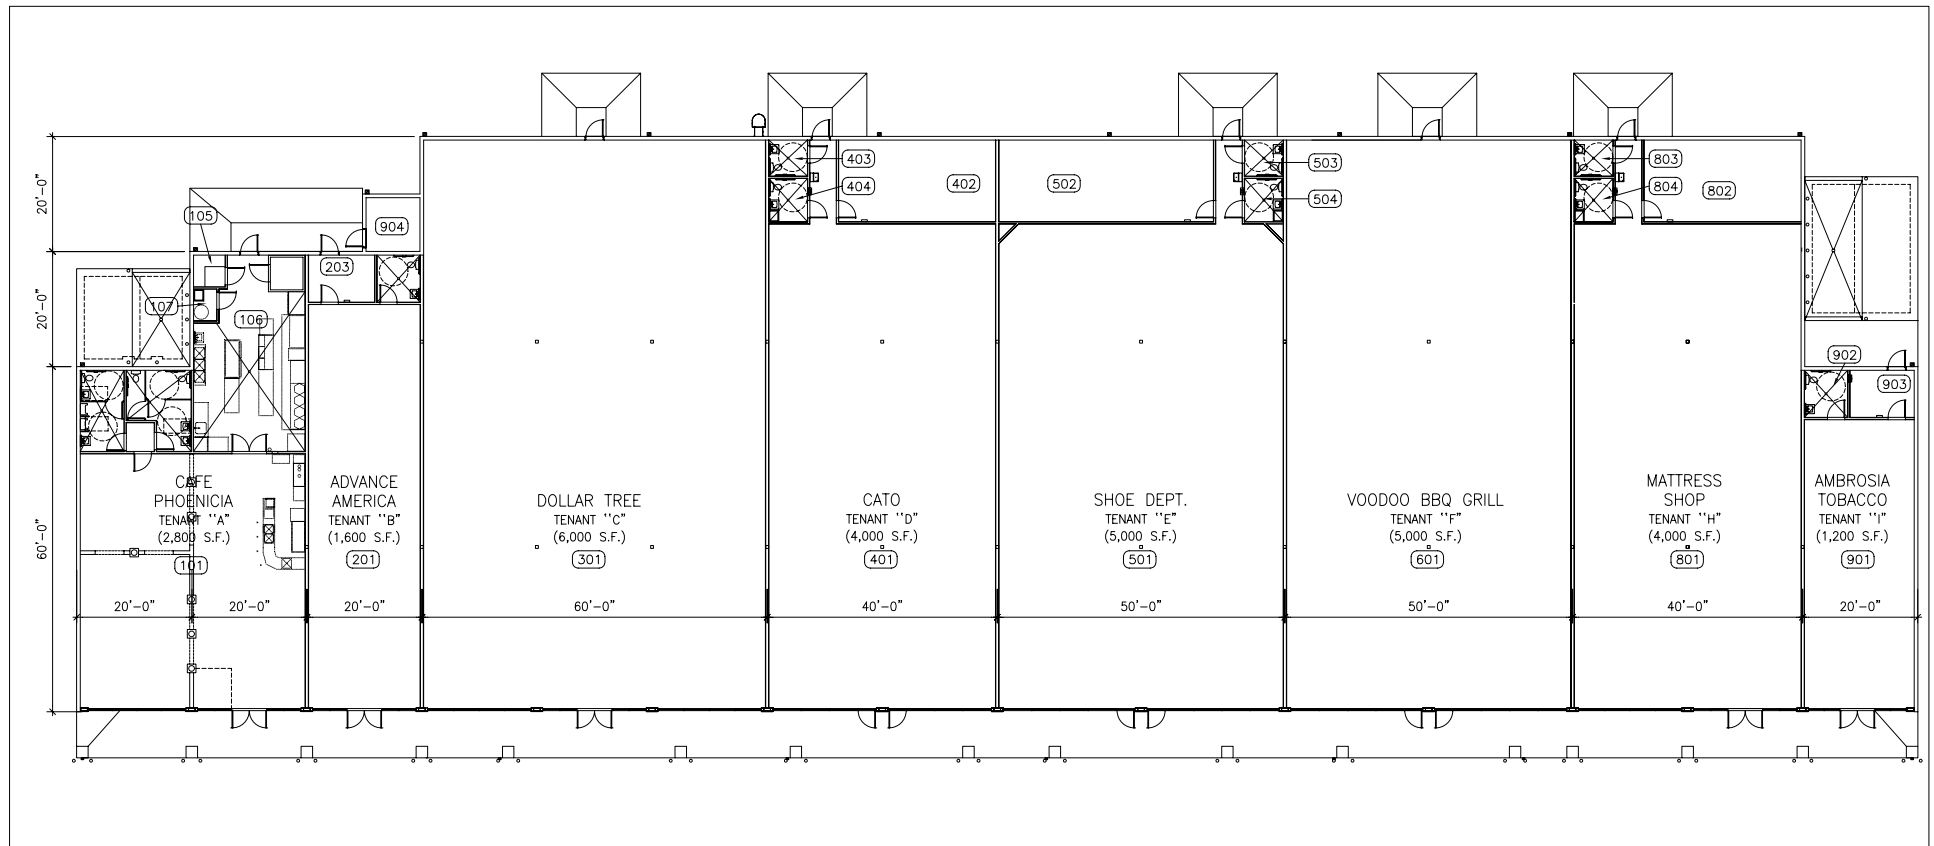 403
803
105
404
402
502
503
804
802
504
904
20'-0"
203
107
106
20'-0"
902
903
CAFE
PHOENICIA
TENANT ''A''
(2,800 S.F.)
101
ADVANCE
AMERICA
TENANT ''B''
(1,600 S.F.)
201
DOLLAR TREE
TENANT ''C''
(6,000 S.F.)
301
CATO
TENANT ''D''
(4,000 S.F.)
401
SHOE DEPT.
TENANT ''E''
(5,000 S.F.)
501
VOODOO BBQ GRILL
TENANT ''F''
(5,000 S.F.)
601
MATTRESS
SHOP
TENANT ''H''
(4,000 S.F.)
801
AMBROSIA
TOBACCO
TENANT ''I''
(1,200 S.F.)
901
60'-0"
20'-0"
20'-0"
20'-0"
60'-0"
40'-0"
50'-0"
50'-0"
40'-0"
20'-0"